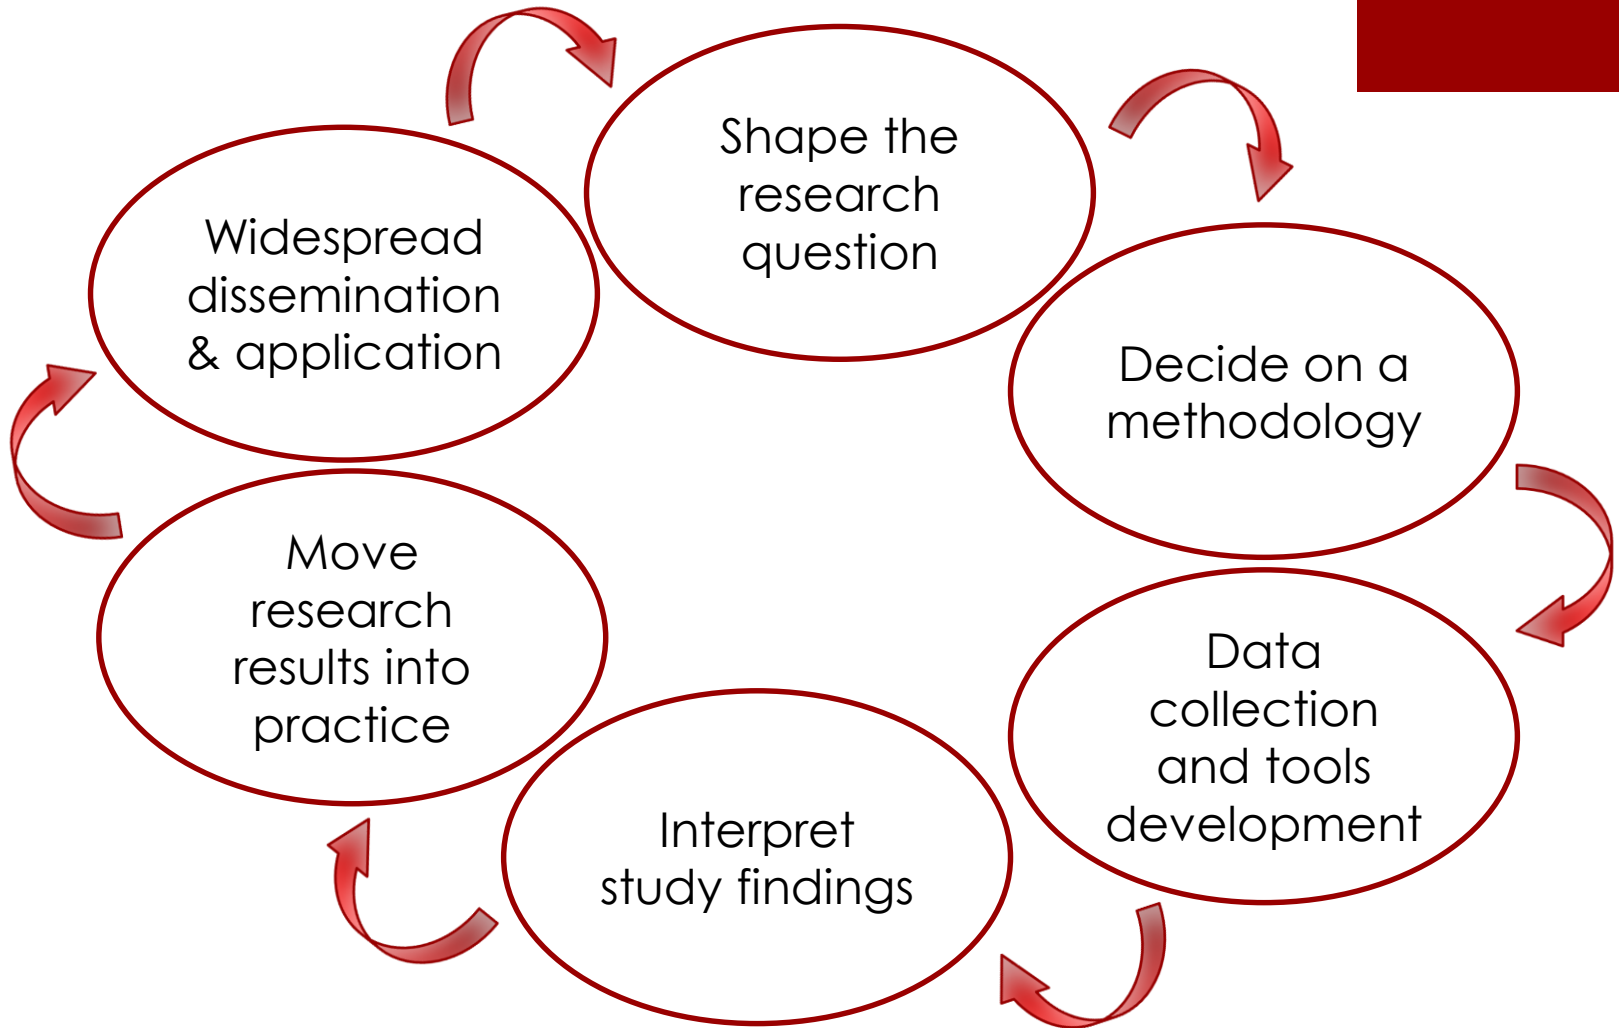 Shape the
research
question
Decide on a
methodology
Data
collection
and tools
development
Interpret
study findings
Move
research
results into
practice
Widespread
dissemination
& application